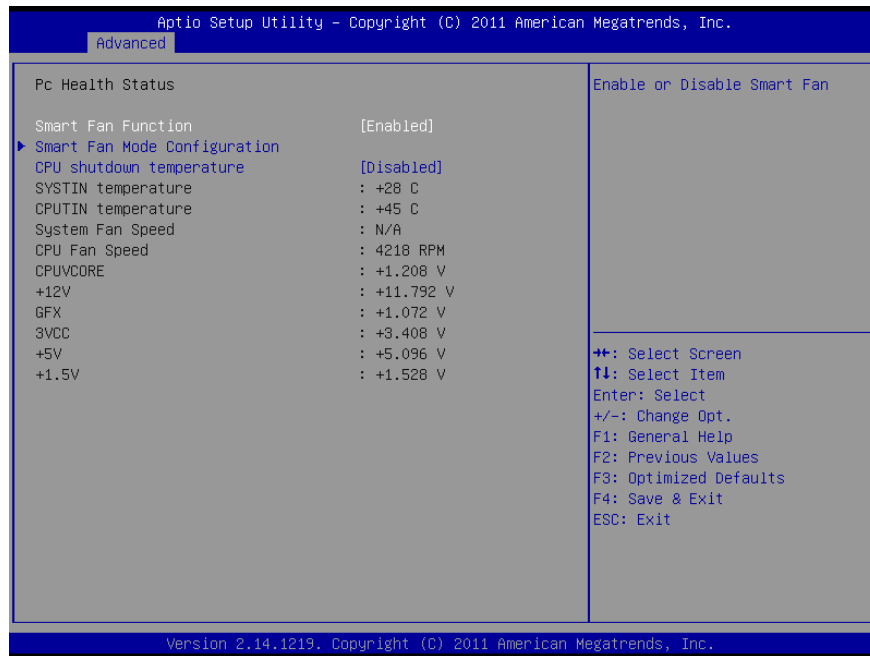 Aptio Setup Utility – Copyright (C) 2011 American Megatrends, Inc.
Advanced
Pc Health Status
Smart Fan Function [Enabled]
Smart Fan Mode Configuration
CPU shutdown temperature [Disabled]
SYSTIN temperature : +28 C
CPUTIN temperature : +45 C
System Fan Speed : N/A
CPU Fan Speed : 4218 RPM
CPUVCORE : +1.208 V
+12V : +11.792 V
GFX : +1.072 V
3VCC : +3.408 V
+5V : +5.096 V
+1.5V : +1.528 V
Enable or Disable Smart Fan
→←: Select Screen
↑↓: Select Item
Enter: Select
+/-: Change Opt.
F1: General Help
F2: Previous Values
F3: Optimized Defaults
F4: Save & Exit
ESC: Exit
Version 2.14.1219. Copyright (C) 2011 American Megatrends, Inc.